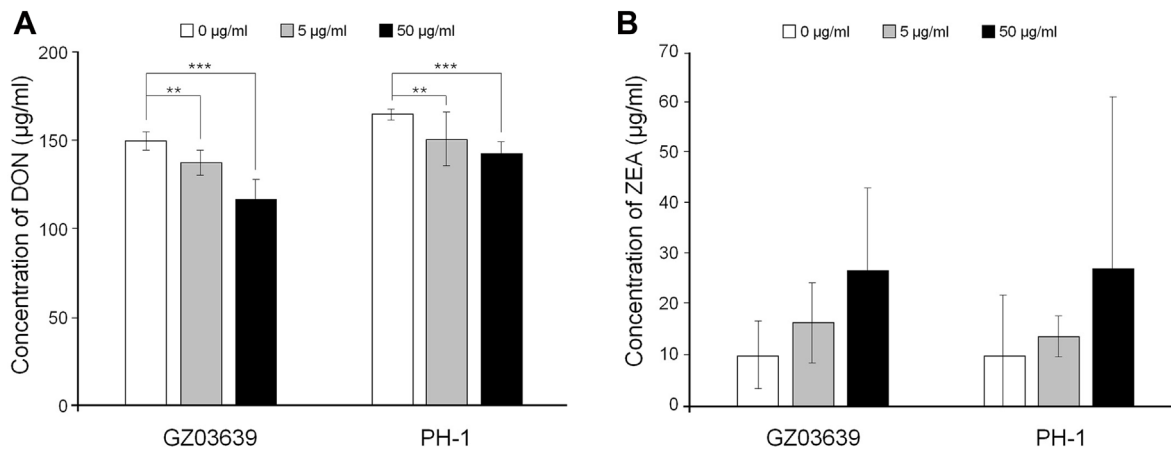 A
0 µg/ml 5 µg/ml 50 µg/ml
Concentration of DON (µg/ml)
200
150
100
50
0
***
**
***
**
GZ03639 PH-1
B
0 µg/ml 5 µg/ml 50 µg/ml
Concentration of ZEA (µg/ml)
70
60
50
40
30
20
10
0
GZ03639 PH-1